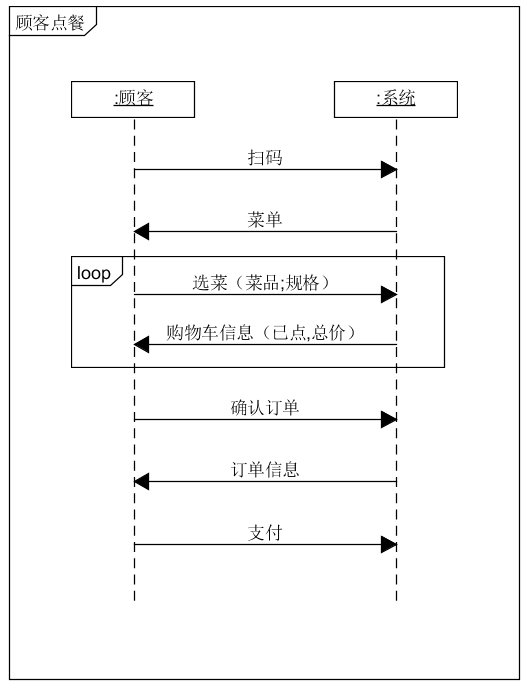 顾客点餐
:顾客
:系统
扫码
菜单
loop
选菜（菜品;规格）
购物车信息（已点,总价）
确认订单
订单信息
支付